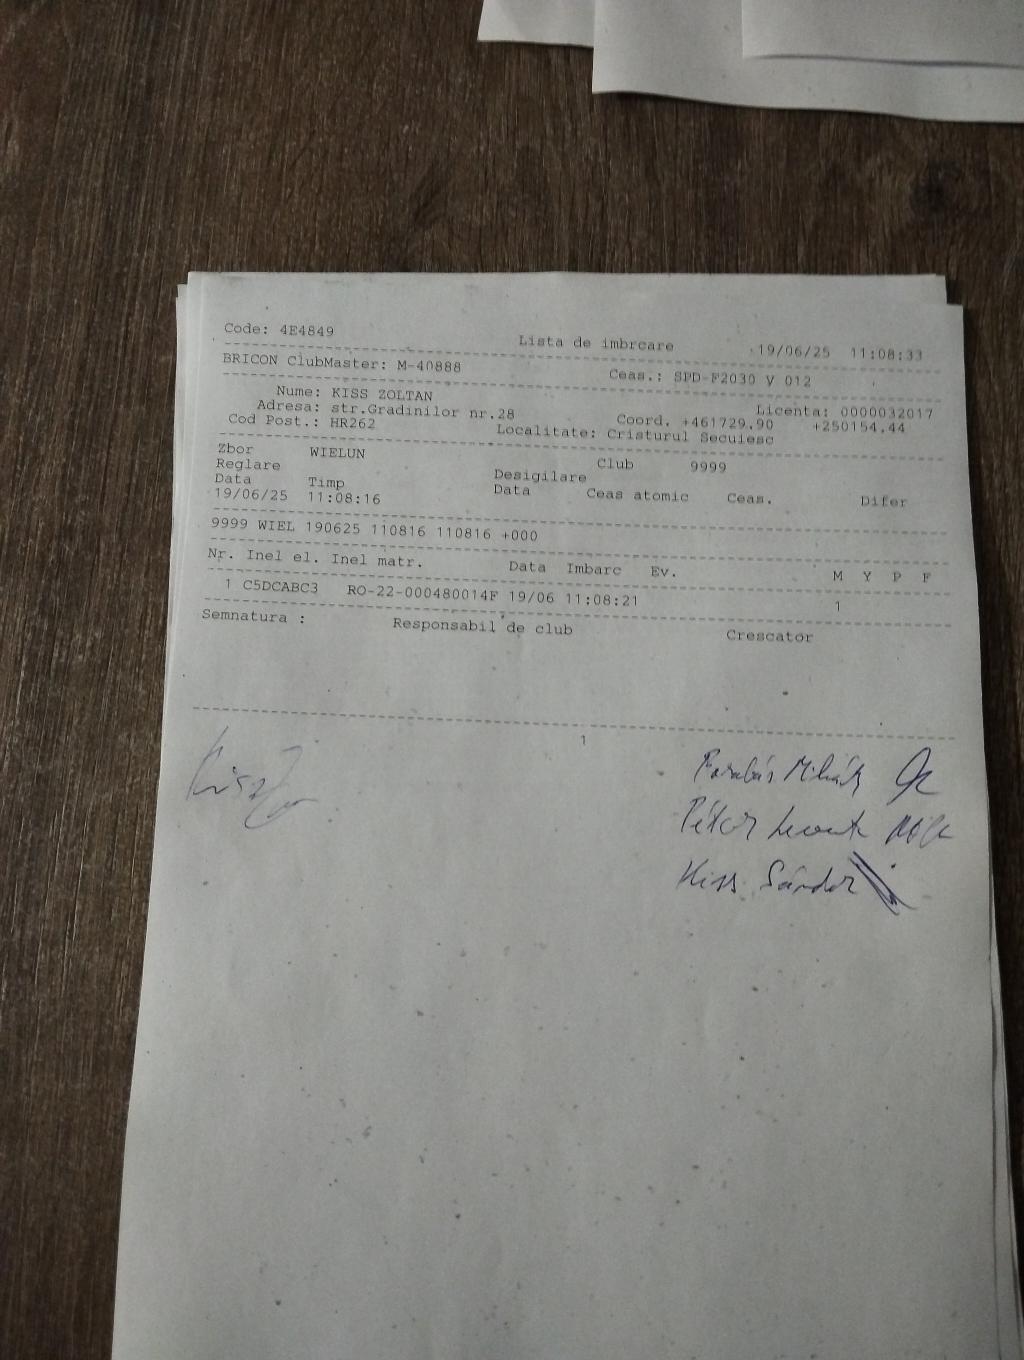 Code: 4E4849
Lista de imbrcare 19/06/25 11:08:33
BRICON ClubMaster: M-40888 Ceas.: SPD-F2030 V 012
Nume: KISS ZOLTAN Licenta: 0000032017
Adresa: str.Gradinilor nr.28 Coord. +461729.90 +250154.44
Cod Post.: HR262 Localitate: Cristurul Secuiesc
Zbor WIELUN Club 9999
Reglare Desigilare
Data Timp Data Ceas atomic Ceas. Difer
19/06/25 11:08:16
9999 WIEL 190625 110816 110816 +000
Nr. Inel el. Inel matr. Data Imbarc Ev. M Y P F
1 C5DCABC3 RO-22-000480014F 19/06 11:08:21 1
Semnatura : Responsabil de club Crescator
1
Mihály
Levente
Kiss Sándor